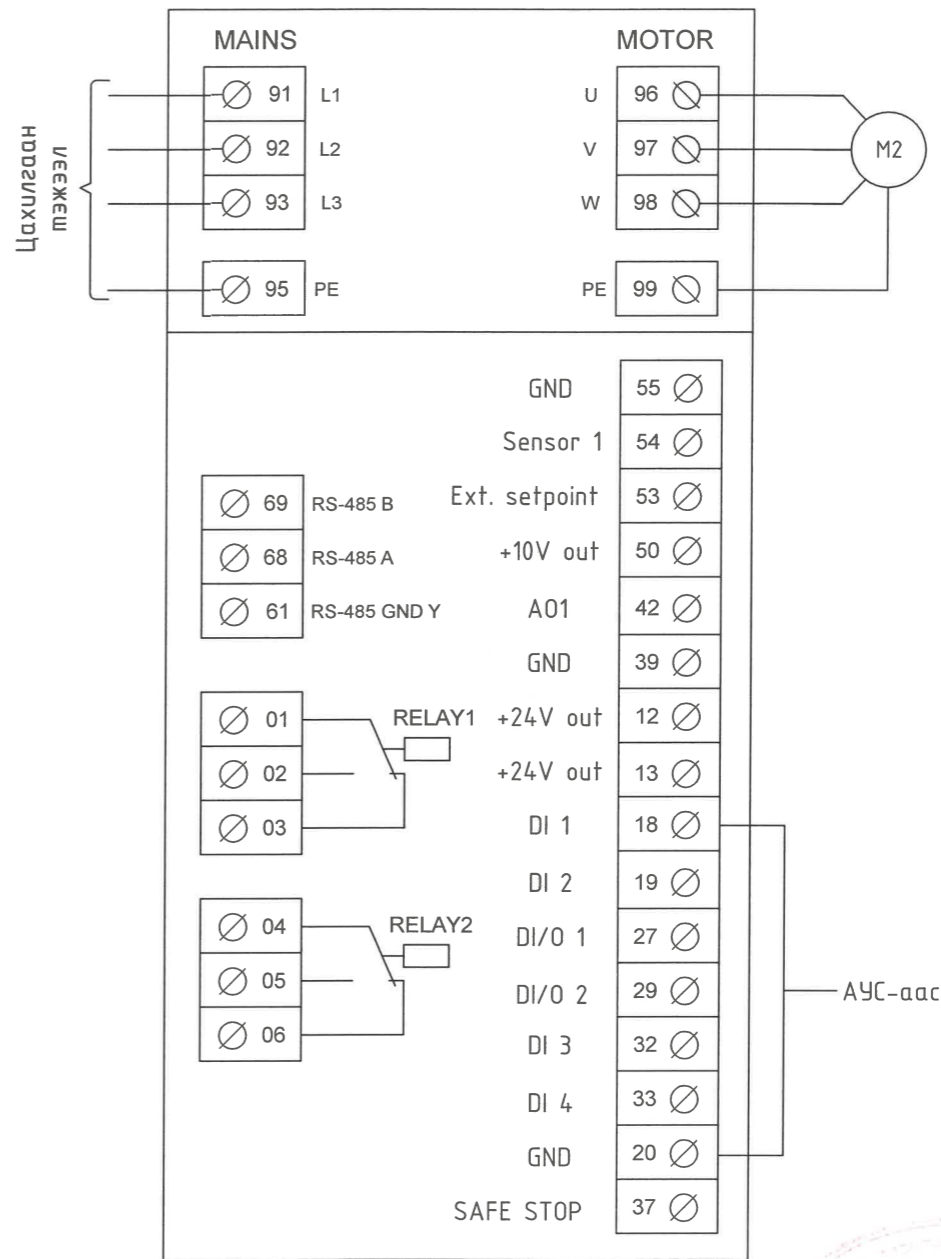 MAINS
MOTOR
91 L1
92 L2
93 L3
95 PE
U 96
V 97
W 98
PE 99
M2
Цахилгаан
тэжээл
GND 55
Sensor 1 54
Ext. setpoint 53
+10V out 50
AO1 42
GND 39
+24V out 12
+24V out 13
DI 1 18
DI 2 19
DI/O 1 27
DI/O 2 29
DI 3 32
DI 4 33
GND 20
SAFE STOP 37
69 RS-485 B
68 RS-485 A
61 RS-485 GND Y
01
02
03
RELAY1
04
05
06
RELAY2
АУС-аас